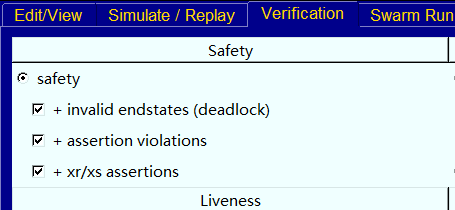 Edit/View Simulate / Replay Verification Swarm Run
Safety
safety
+ invalid endstates (deadlock)
+ assertion violations
+ xr/xs assertions
Liveness